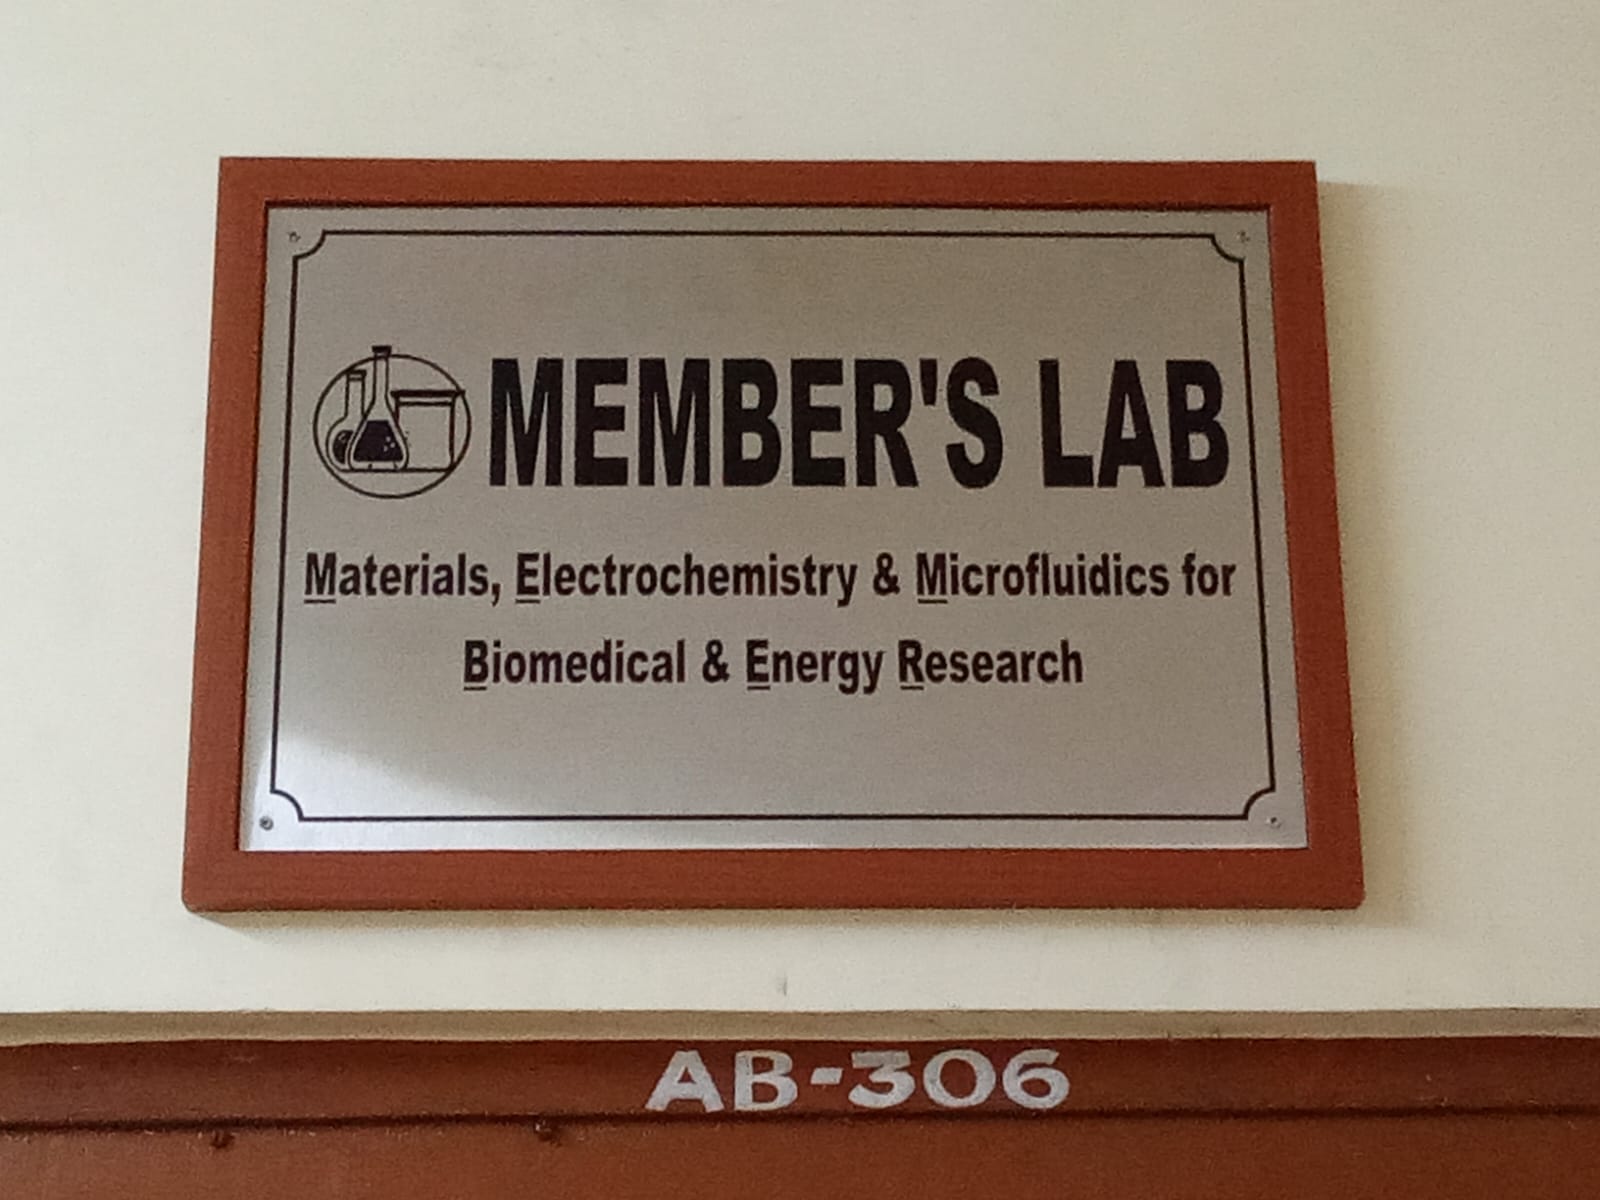 MEMBER'S LAB
Materials, Electrochemistry & Microfluidics for
Biomedical & Energy Research
AB-306